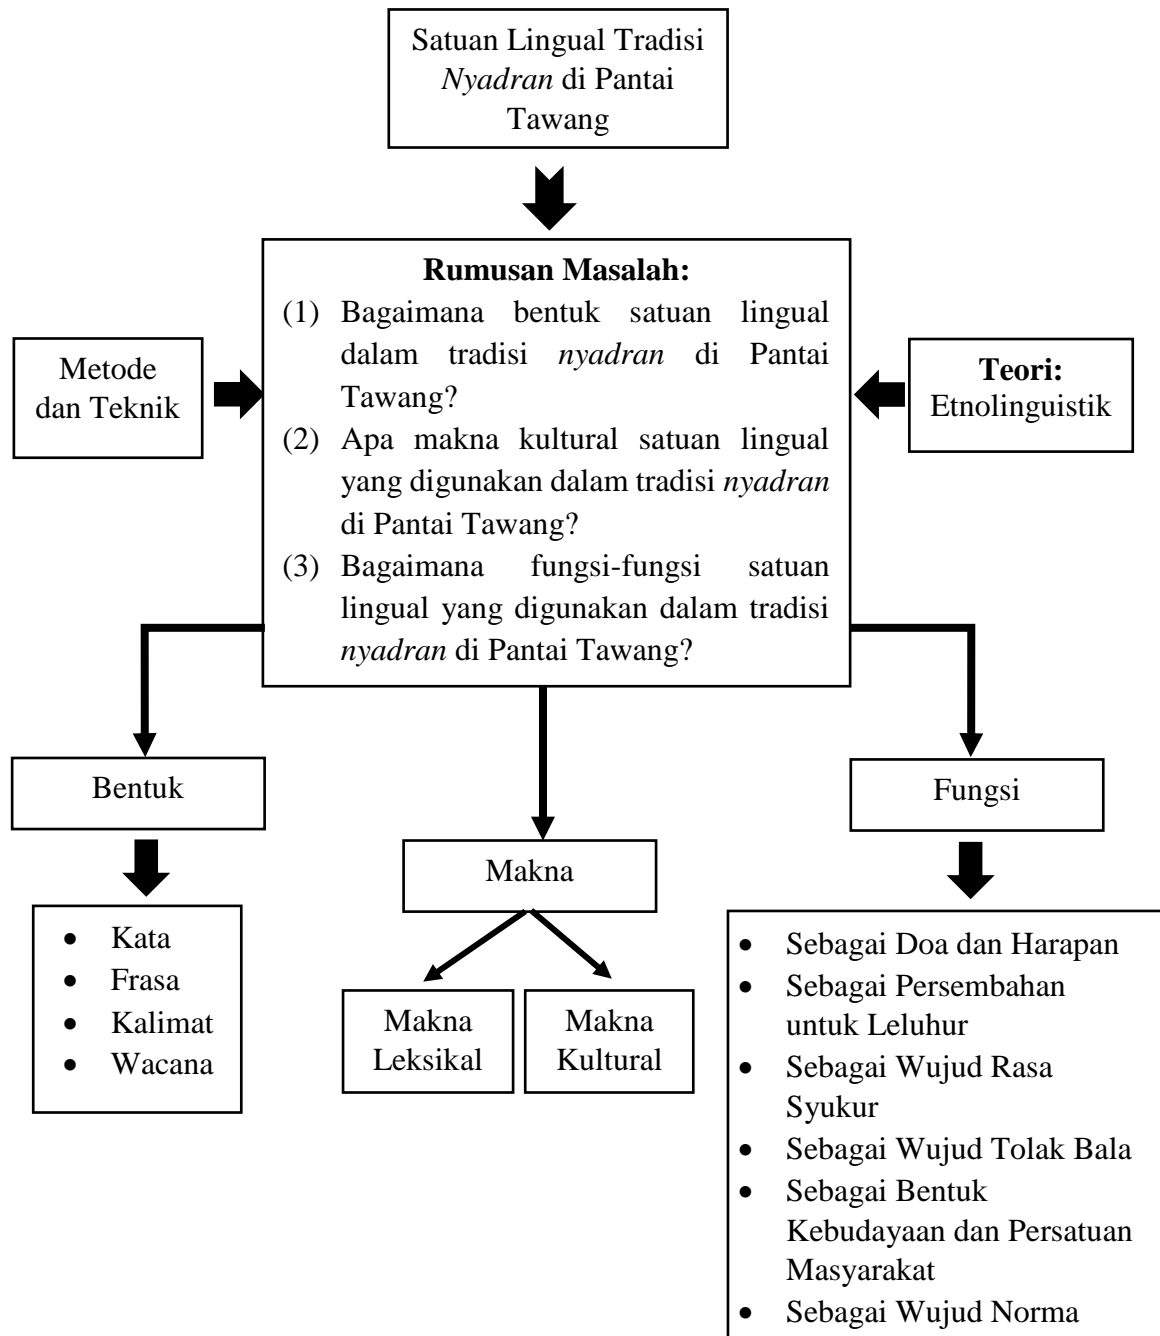 Satuan Lingual Tradisi
Nyadran di Pantai
Tawang
Rumusan Masalah:
(1) Bagaimana bentuk satuan lingual
dalam tradisi nyadran di Pantai
Tawang?
(2) Apa makna kultural satuan lingual
yang digunakan dalam tradisi nyadran
di Pantai Tawang?
(3) Bagaimana fungsi-fungsi satuan
lingual yang digunakan dalam tradisi
nyadran di Pantai Tawang?
Metode
dan Teknik
Teori:
Etnolinguistik
Bentuk
Makna
Fungsi
• Kata
• Frasa
• Kalimat
• Wacana
Makna
Leksikal
Makna
Kultural
• Sebagai Doa dan Harapan
• Sebagai Persembahan
untuk Leluhur
• Sebagai Wujud Rasa
Syukur
• Sebagai Wujud Tolak Bala
• Sebagai Bentuk
Kebudayaan dan Persatuan
Masyarakat
• Sebagai Wujud Norma